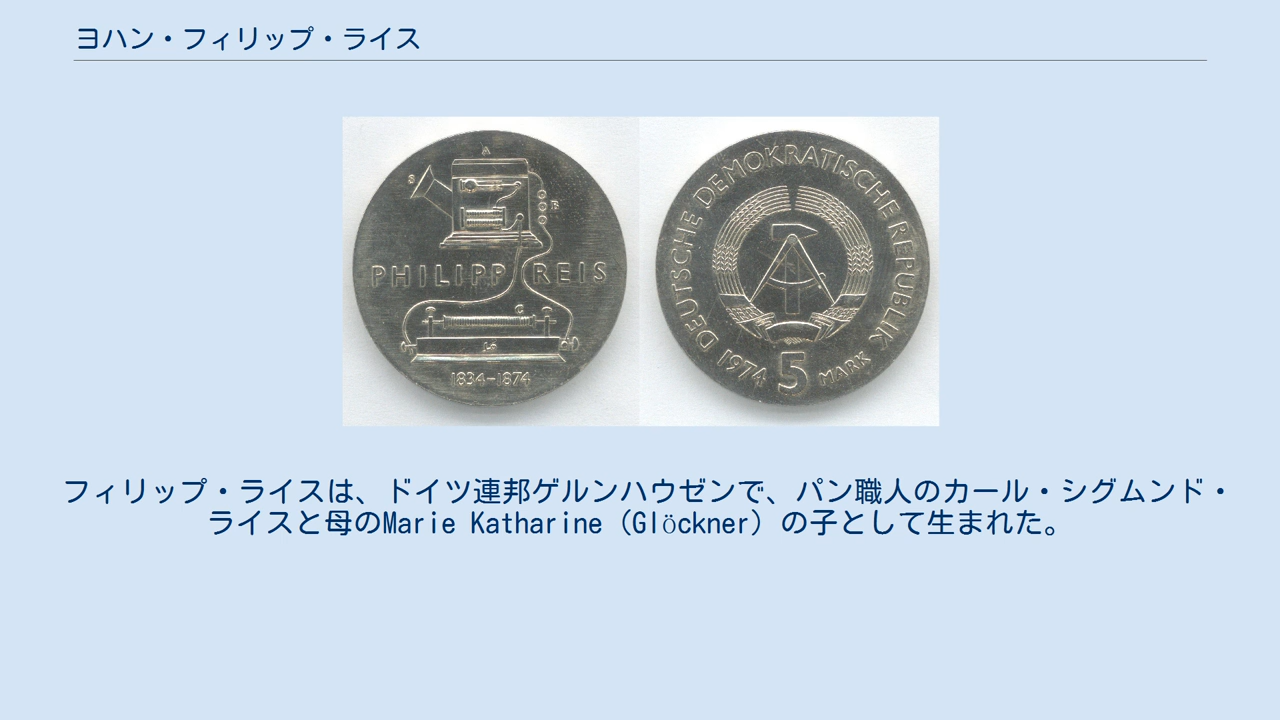 ヨハン・フィリップ・ライス
A
S
B
PHILIPP REIS
C
1834-1874
DEUTSCHE DEMOKRATISCHE REPUBLIK
1974 5 MARK
フィリップ・ライスは、ドイツ連邦ゲルンハウゼンで、パン職人のカール・シグムンド・
ライスと母のMarie Katharine (Glöckner) の子として生まれた。